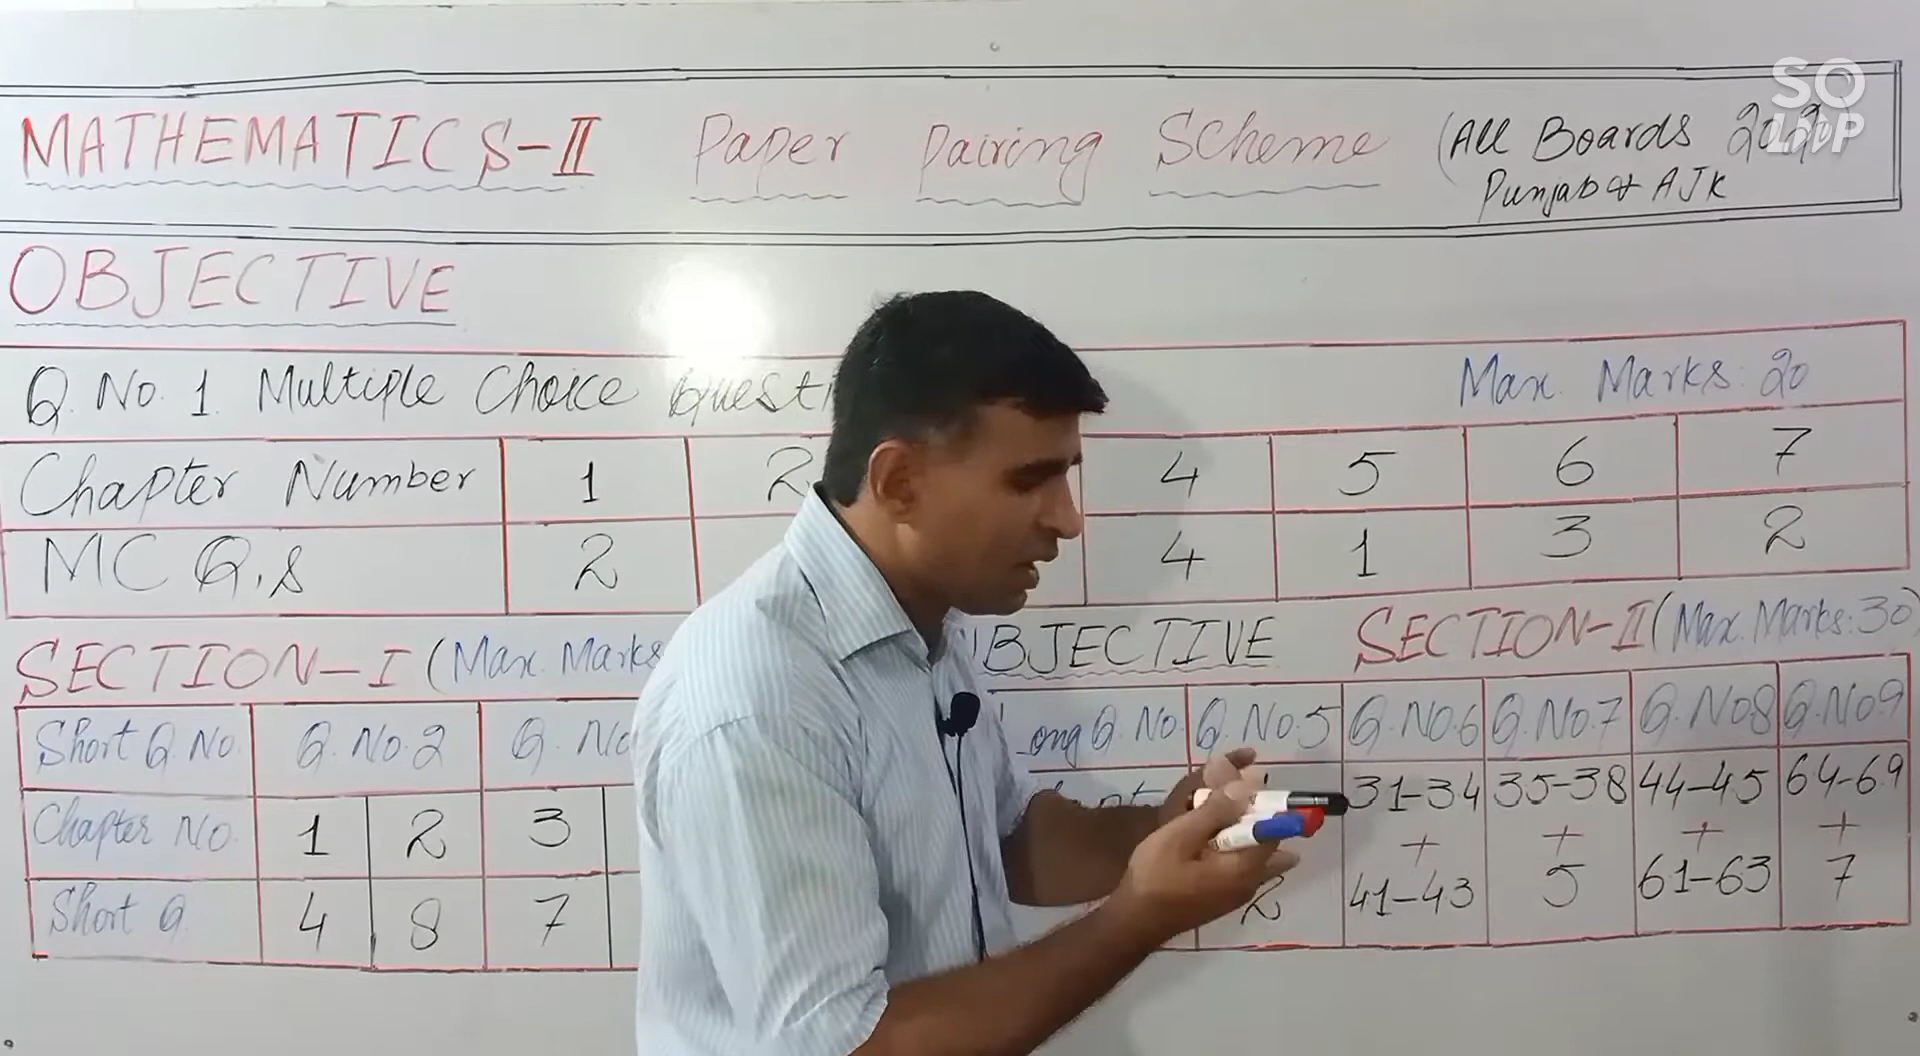 SO
LMP
MATHEMATICS-II Paper Pairing Scheme (All Boards
Punjab & AJK
OBJECTIVE
Q. No. 1. Multiple Choice Max. Marks: 20
Chapter Number 1 2 4 5 6 7
MC Q.s 2 4 1 3 2
SECTION-I (Max. Marks SECTION-II (Max. Marks: 30)
Short Q. No. Q. No. 2 Q. No Q. No. Q. No. 5 Q. No. 6 Q. No. 7 Q. No 8 Q. No 9
Chapter No. 1 2 3 31-34 35-38 44-45 64-69
+ + + +
Short Q. 4 8 7 2 41-43 5 61-63 7